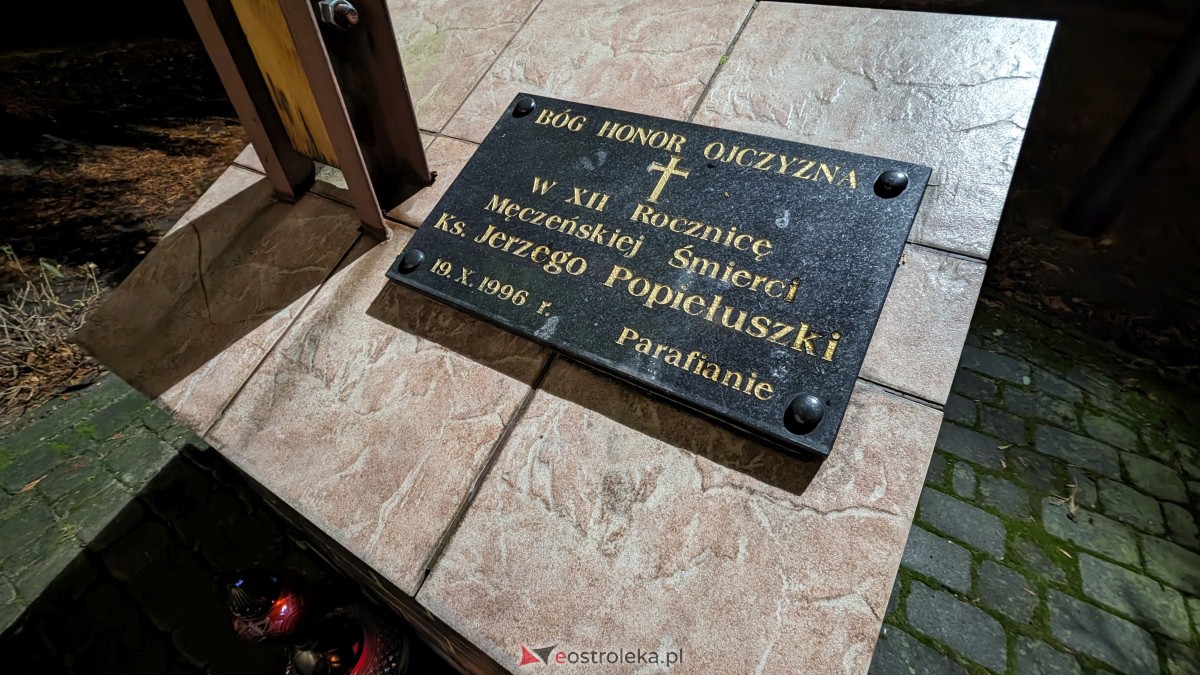 BÓG HONOR OJCZYZNA
W XII Rocznicę
Męczeńskiej Śmierci
Ks. Jerzego Popiełuszki
19. X. 1996 r.
Parafianie
eostroleka.pl